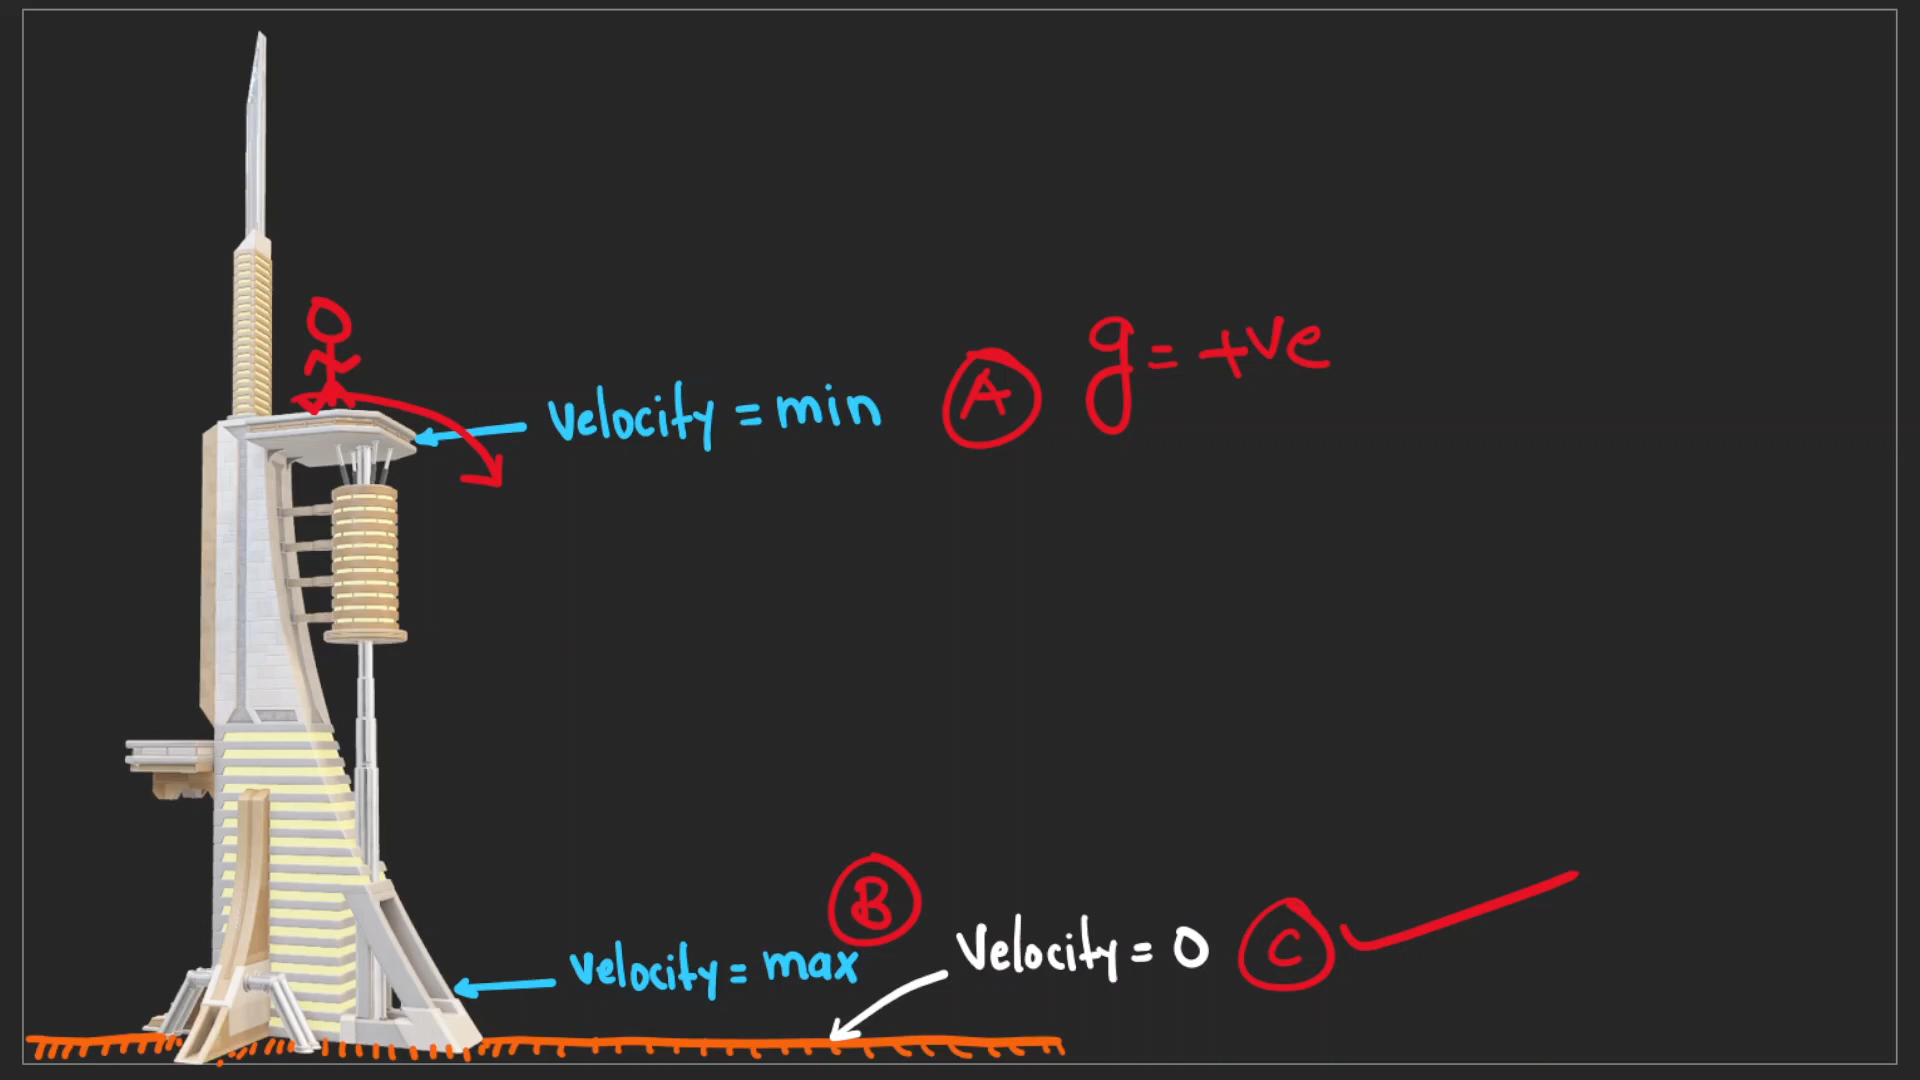 g = +ve
Velocity = min
A
B
Velocity = 0
C
Velocity = max